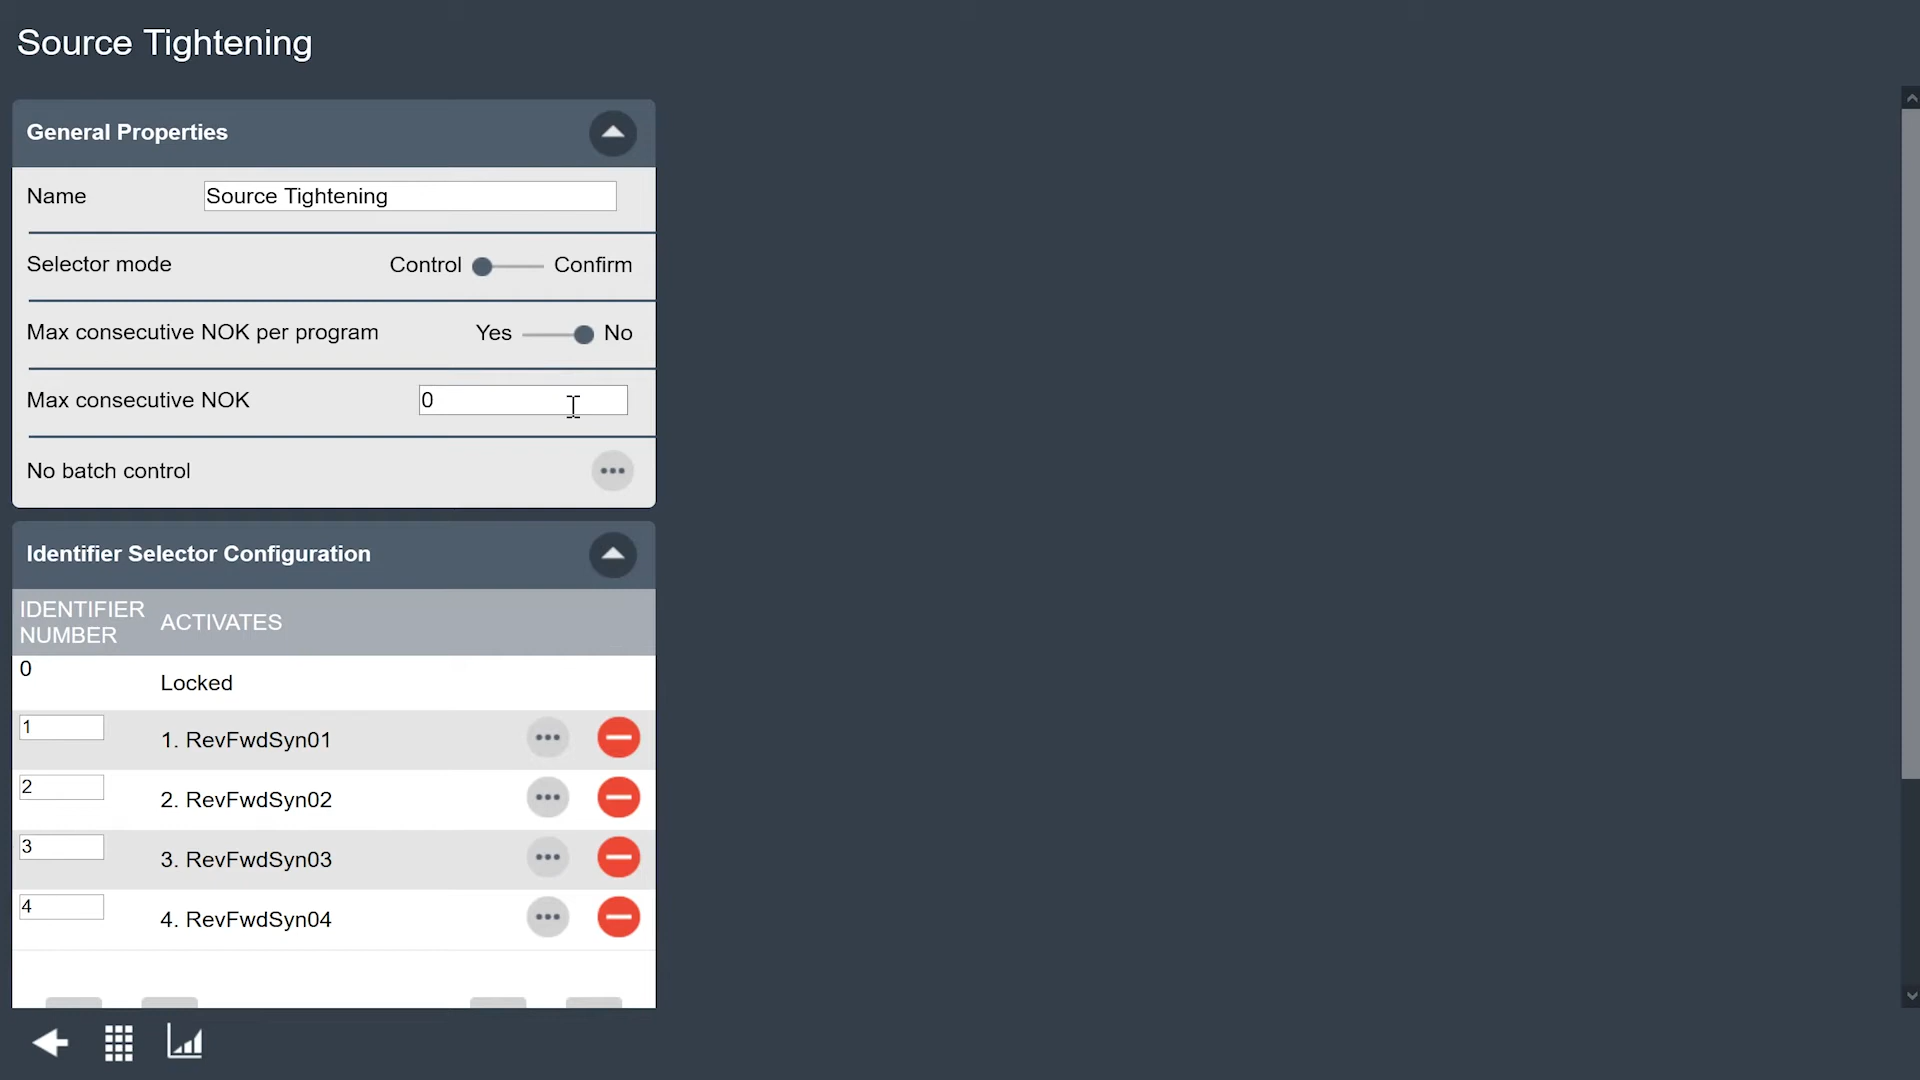 Source Tightening
General Properties
Name Source Tightening
Selector mode Control Confirm
Max consecutive NOK per program Yes No
Max consecutive NOK 0
No batch control
Identifier Selector Configuration
IDENTIFIER NUMBER ACTIVATES
0 Locked
1 1. RevFwdSyn01
2 2. RevFwdSyn02
3 3. RevFwdSyn03
4 4. RevFwdSyn04